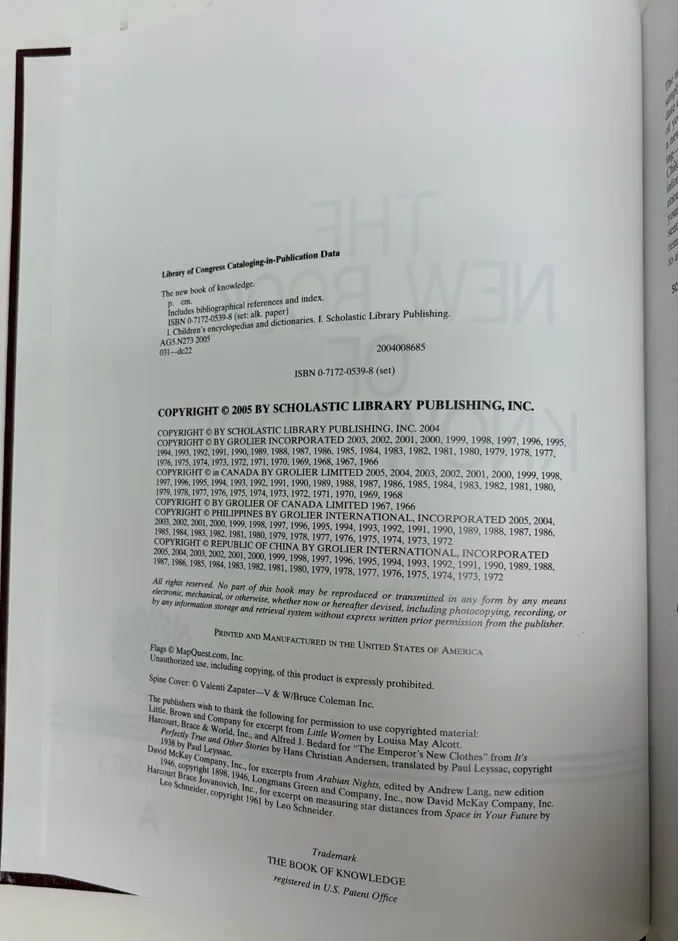 Library of Congress Cataloging-in-Publication Data
The new book of knowledge.
p. cm.
Includes bibliographical references and index.
ISBN 0-7172-0539-8 (set: alk. paper)
1. Children's encyclopedias and dictionaries. I. Scholastic Library Publishing.
AG5.N273 2005
031—dc22 2004008685
ISBN 0-7172-0539-8 (set)
COPYRIGHT © 2005 BY SCHOLASTIC LIBRARY PUBLISHING, INC.
COPYRIGHT © BY SCHOLASTIC LIBRARY PUBLISHING, INC. 2004
COPYRIGHT © BY GROLIER INCORPORATED 2003, 2002, 2001, 2000, 1999, 1998, 1997, 1996, 1995,
1994, 1993, 1992, 1991, 1990, 1989, 1988, 1987, 1986, 1985, 1984, 1983, 1982, 1981, 1980, 1979, 1978, 1977,
1976, 1975, 1974, 1973, 1972, 1971, 1970, 1969, 1968, 1967, 1966
COPYRIGHT © in CANADA BY GROLIER LIMITED 2005, 2004, 2003, 2002, 2001, 2000, 1999, 1998,
1997, 1996, 1995, 1994, 1993, 1992, 1991, 1990, 1989, 1988, 1987, 1986, 1985, 1984, 1983, 1982, 1981, 1980,
1979, 1978, 1977, 1976, 1975, 1974, 1973, 1972, 1971, 1970, 1969, 1968
COPYRIGHT © BY GROLIER OF CANADA LIMITED 1967, 1966
COPYRIGHT © PHILIPPINES BY GROLIER INTERNATIONAL, INCORPORATED 2005, 2004,
2003, 2002, 2001, 2000, 1999, 1998, 1997, 1996, 1995, 1994, 1993, 1992, 1991, 1990, 1989, 1988, 1987, 1986,
1985, 1984, 1983, 1982, 1981, 1980, 1979, 1978, 1977, 1976, 1975, 1974, 1973, 1972
COPYRIGHT © REPUBLIC OF CHINA BY GROLIER INTERNATIONAL, INCORPORATED
2005, 2004, 2003, 2002, 2001, 2000, 1999, 1998, 1997, 1996, 1995, 1994, 1993, 1992, 1991, 1990, 1989, 1988,
1987, 1986, 1985, 1984, 1983, 1982, 1981, 1980, 1979, 1978, 1977, 1976, 1975, 1974, 1973, 1972
All rights reserved. No part of this book may be reproduced or transmitted in any form by any means
electronic, mechanical, or otherwise, whether now or hereafter devised, including photocopying, recording, or
by any information storage and retrieval system without express written prior permission from the publisher.
PRINTED AND MANUFACTURED IN THE UNITED STATES OF AMERICA
Flags © MapQuest.com, Inc.
Unauthorized use, including copying, of this product is expressly prohibited.
Spine Cover: © Valenti Zapater—V & W/Bruce Coleman Inc.
The publishers wish to thank the following for permission to use copyrighted material:
Little, Brown and Company for excerpt from Little Women by Louisa May Alcott.
Harcourt, Brace & World, Inc., and Alfred J. Bedard for "The Emperor's New Clothes" from It's
Perfectly True and Other Stories by Hans Christian Andersen, translated by Paul Leyssac, copyright
1938 by Paul Leyssac.
David McKay Company, Inc., for excerpts from Arabian Nights, edited by Andrew Lang, new edition
1946, copyright 1898, 1946, Longmans Green and Company, Inc., now David McKay Company, Inc.
Harcourt Brace Jovanovich, Inc., for excerpt on measuring star distances from Space in Your Future by
Leo Schneider, copyright 1961 by Leo Schneider.
Trademark
THE BOOK OF KNOWLEDGE
registered in U.S. Patent Office